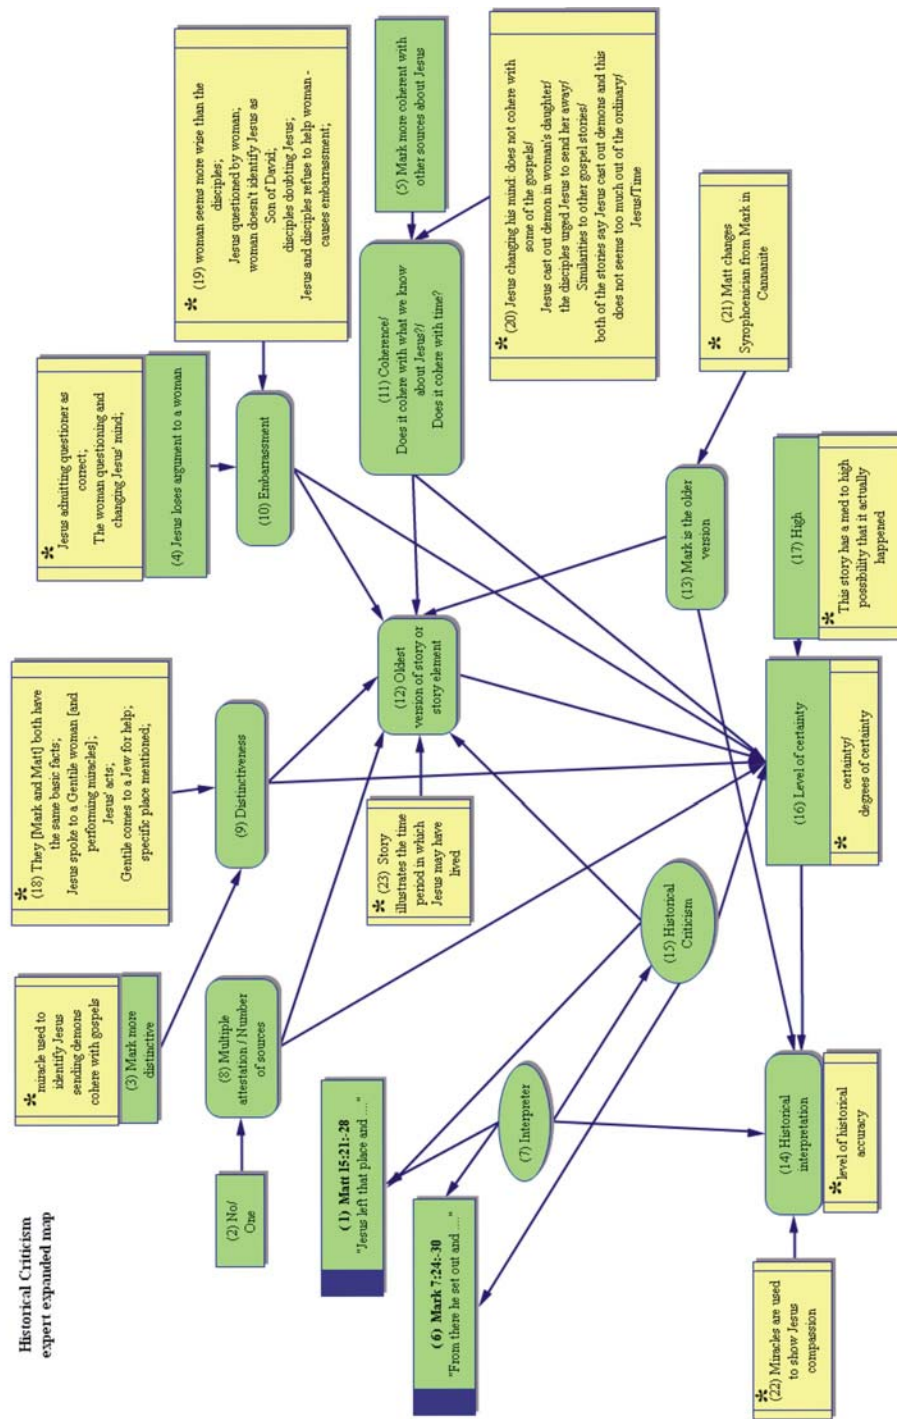 Historical Criticism
expert expanded map
* miracle used to
identify Jesus
sending demons
cohere with gospels
(3) Mark more
distinctive
* (18) They [Mark and Matt] both have
the same basic facts;
Jesus spoke to a Gentile woman [and
performing miracles];
Jesus' acts;
Gentile comes to a Jew for help;
specific place mentioned;
* Jesus admitting questioner as
correct;
The woman questioning and
changing Jesus' mind;
(4) Jesus loses argument to a woman
* (19) woman seems more wise than the
disciples;
Jesus questioned by woman;
woman doesn't identify Jesus as
Son of David;
disciples doubting Jesus;
Jesus and disciples refuse to help woman -
causes embarrassment;
(2) No/
One
(8) Multiple
attestation / Number
of sources
(9) Distinctiveness
(10) Embarrassment
(5) Mark more coherent with
other sources about Jesus
(11) Coherence/
Does it cohere with what we know
about Jesus?/
Does it cohere with time?
(1) Matt 15:21:-28
"Jesus left that place and ...."
* (23) Story
illustrates the time
period in which
Jesus may have
lived
(12) Oldest
version of story or
story element
* (20) Jesus changing his mind: does not cohere with
some of the gospels/
Jesus cast out demon in woman's daughter/
the disciples urged Jesus to send her away/
Similarities to other gospel stories/
both of the stories say Jesus cast out demons and this
does not seems too much out of the ordinary/
Jesus/Time
(6) Mark 7:24:-30
"From there he set out and ...."
(7) Interpreter
(15) Historical
Criticism
(13) Mark is the older
version
* (21) Matt changes
Syrophoenician from Mark in
Cannanite
* (22) Miracles are used
to show Jesus
compassion
(14) Historical
interpretation
* level of historical
accuracy
(16) Level of certainty
* certainty/
degrees of certainty
(17) High
* This story has a med to high
possibility that it actually
happened